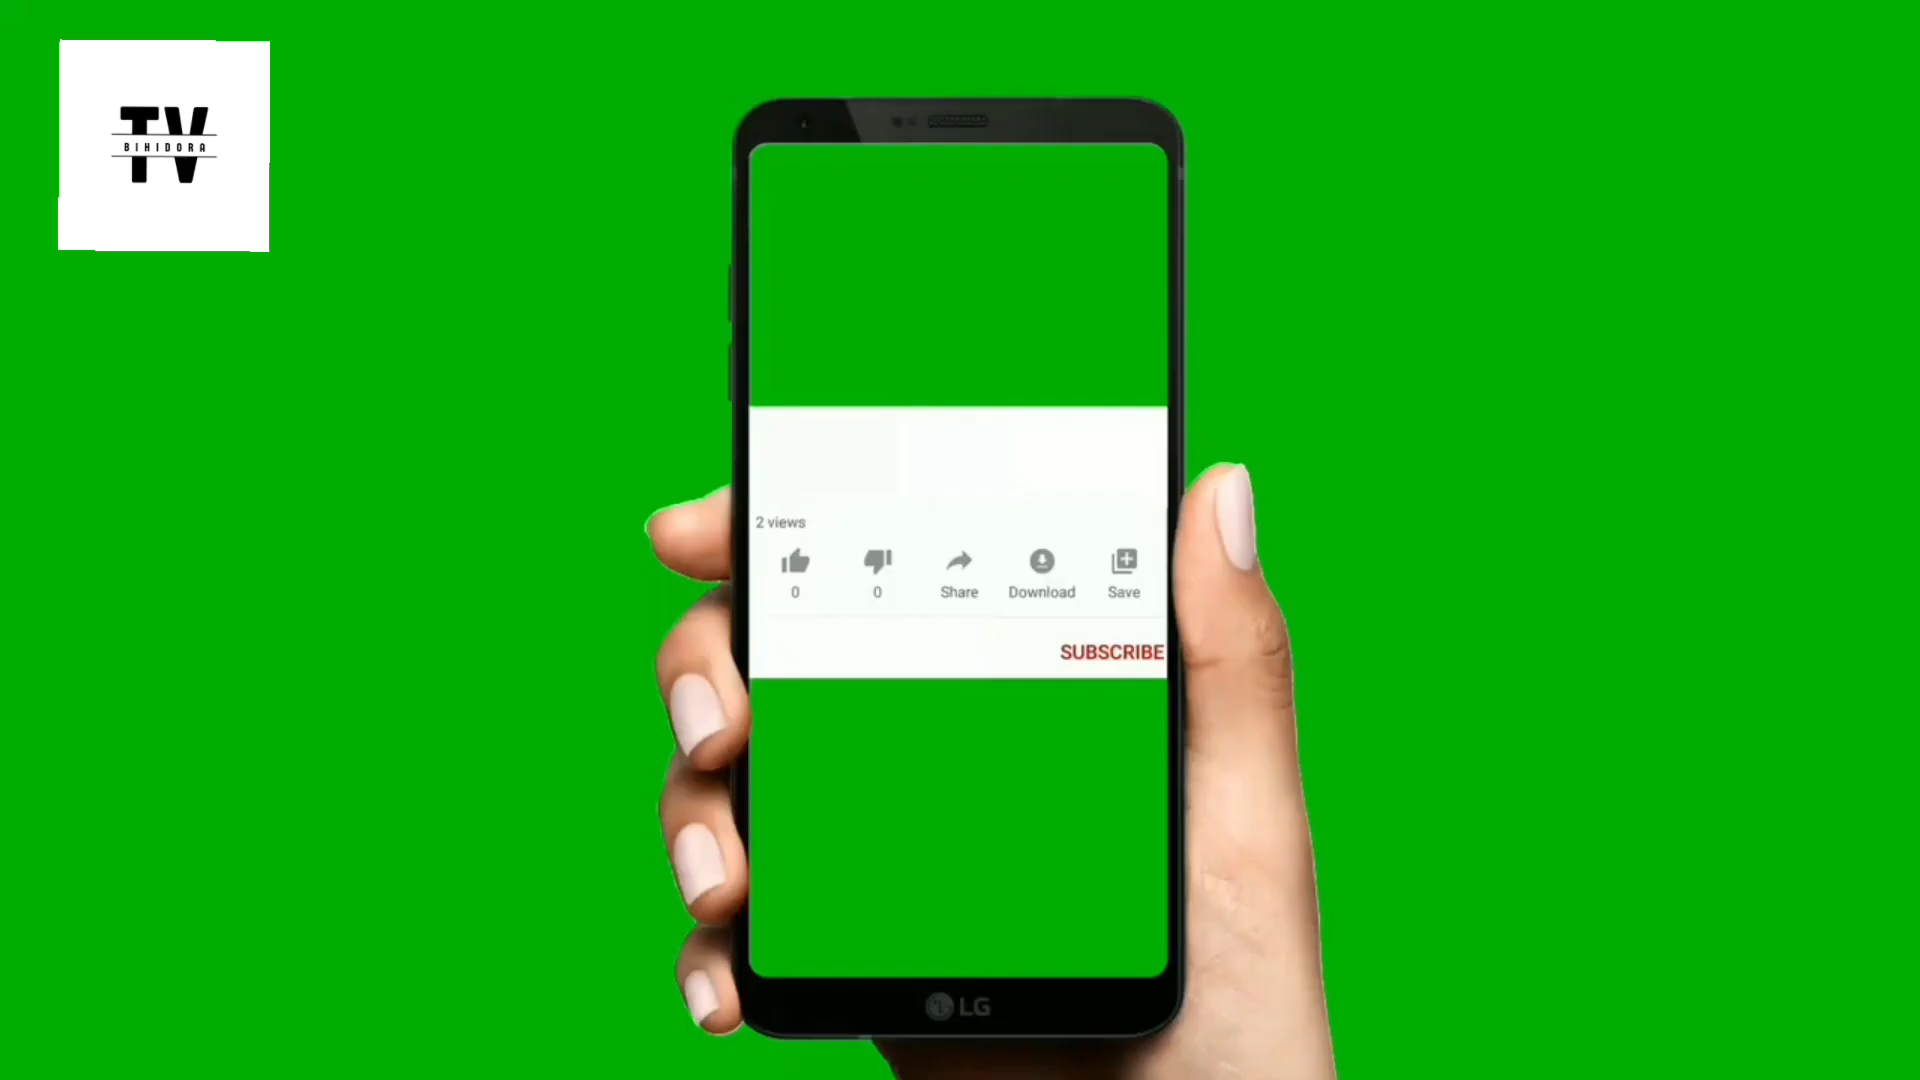 TV
BIHIDORA
2 views
0 0 Share Download Save
SUBSCRIBE
LG